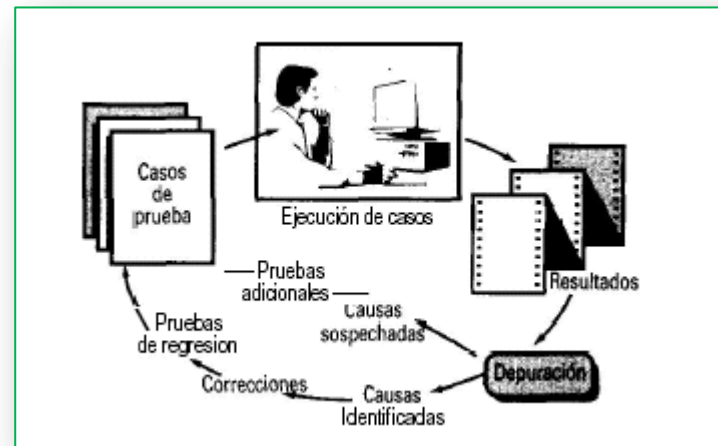 Casos
de
prueba
Ejecución de casos
Resultados
Pruebas
adicionales
Causas
sospechadas
Depuración
Pruebas
de regresion
Correcciones
Causas
Identificadas